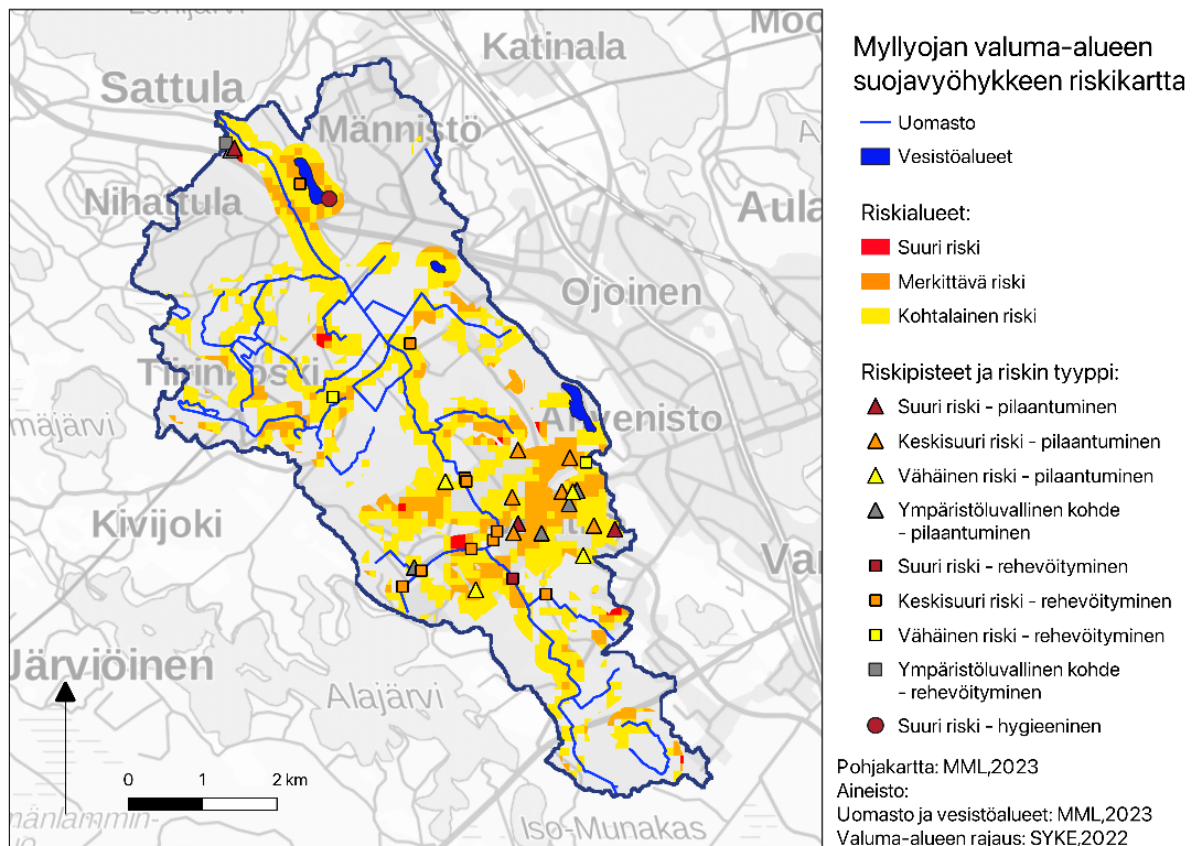 Katinala
Sattula
Männistö
Nihattula
Ojoinen
Tiirinkoski
Ahvenisto
Kivijoki
Järviöinen
Alajärvi
Iso-Munakas
0 1 2 km
Myllyojan valuma-alueen
suojavyöhykkeen riskikartta
Uomasto
Vesistöalueet
Riskialueet:
Suuri riski
Merkittävä riski
Kohtalainen riski
Riskipisteet ja riskin tyyppi:
Suuri riski - pilaantuminen
Keskisuuri riski - pilaantuminen
Vähäinen riski - pilaantuminen
Ympäristöluvallinen kohde
- pilaantuminen
Suuri riski - rehevöityminen
Keskisuuri riski - rehevöityminen
Vähäinen riski - rehevöityminen
Ympäristöluvallinen kohde
- rehevöityminen
Suuri riski - hygieeninen
Pohjakartta: MML,2023
Aineisto:
Uomasto ja vesistöalueet: MML,2023
Valuma-alueen rajaus: SYKE,2022